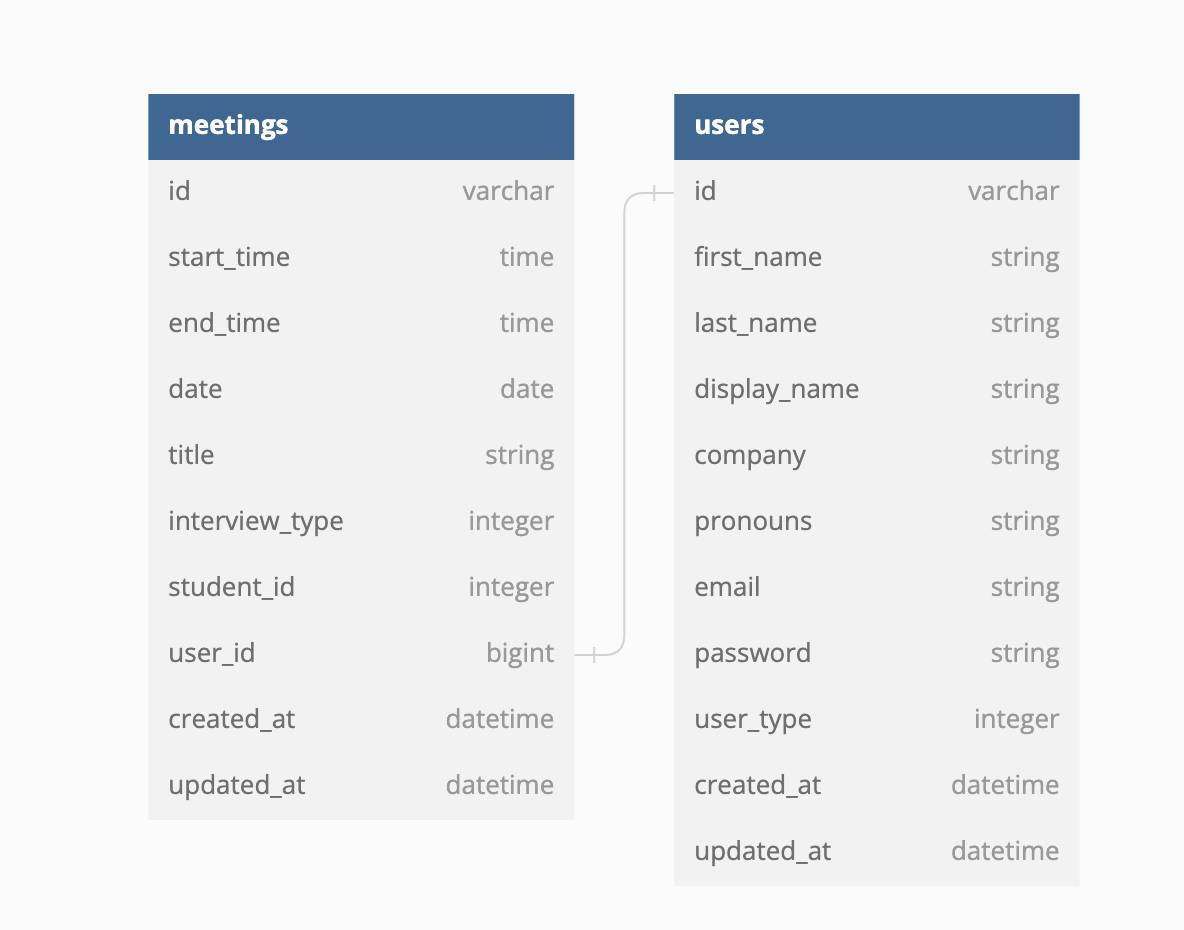 meetings
id varchar
start_time time
end_time time
date date
title string
interview_type integer
student_id integer
user_id bigint
created_at datetime
updated_at datetime
users
id varchar
first_name string
last_name string
display_name string
company string
pronouns string
email string
password string
user_type integer
created_at datetime
updated_at datetime